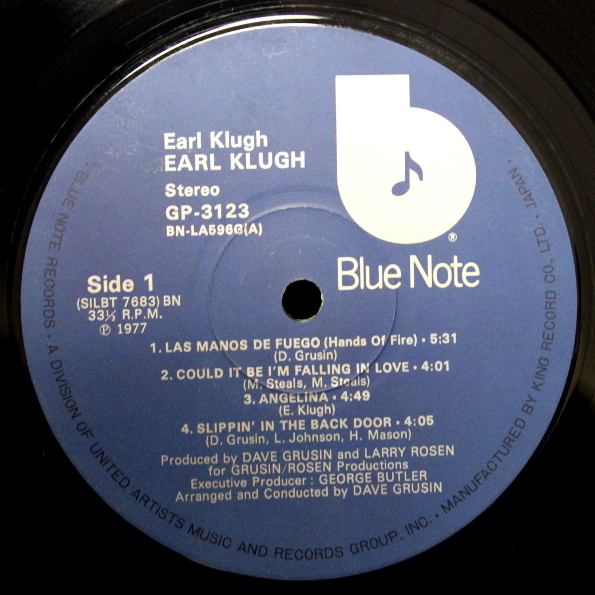 Earl Klugh
EARL KLUGH
Stereo
GP-3123
BN-LA596G(A)
Blue Note
®
Side 1
(SILBT 7683) BN
33⅓ R.P.M.
℗ 1977
1. LAS MANOS DE FUEGO (Hands Of Fire) • 5:31
(D. Grusin)
2. COULD IT BE I'M FALLING IN LOVE • 4:01
(M. Steals, M. Steals)
3. ANGELINA • 4:49
(E. Klugh)
4. SLIPPIN' IN THE BACK DOOR • 4:05
(D. Grusin, L. Johnson, H. Mason)
Produced by DAVE GRUSIN and LARRY ROSEN
for GRUSIN/ROSEN Productions
Executive Producer : GEORGE BUTLER
Arranged and Conducted by DAVE GRUSIN
• BLUE NOTE RECORDS • A DIVISION OF UNITED ARTISTS MUSIC AND RECORDS GROUP, INC. • MANUFACTURED BY KING RECORD CO., LTD. • JAPAN •